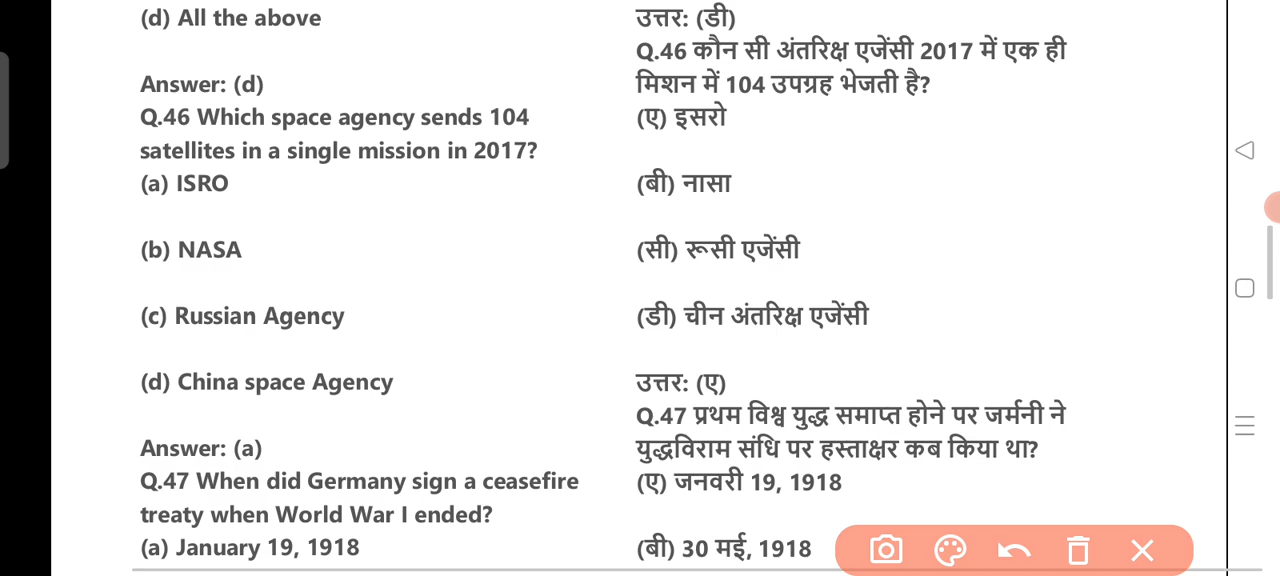 (d) All the above
Answer: (d)
Q.46 Which space agency sends 104
satellites in a single mission in 2017?
(a) ISRO
(b) NASA
(c) Russian Agency
(d) China space Agency
Answer: (a)
Q.47 When did Germany sign a ceasefire
treaty when World War I ended?
(a) January 19, 1918
उत्तर: (डी)
Q.46 कौन सी अंतरिक्ष एजेंसी 2017 में एक ही
मिशन में 104 उपग्रह भेजती है?
(ए) इसरो
(बी) नासा
(सी) रूसी एजेंसी
(डी) चीन अंतरिक्ष एजेंसी
उत्तर: (ए)
Q.47 प्रथम विश्व युद्ध समाप्त होने पर जर्मनी ने
युद्धविराम संधि पर हस्ताक्षर कब किया था?
(ए) जनवरी 19, 1918
(बी) 30 मई, 1918